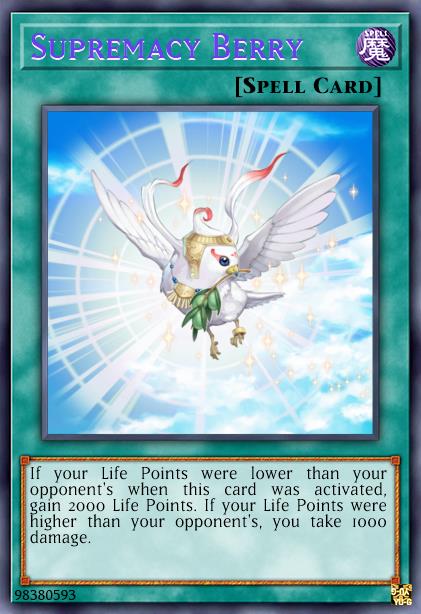 Supremacy Berry
SPELL
魔
[Spell Card]
If your Life Points were lower than your
opponent's when this card was activated,
gain 2000 Life Points. If your Life Points were
higher than your opponent's, you take 1000
damage.
98380593